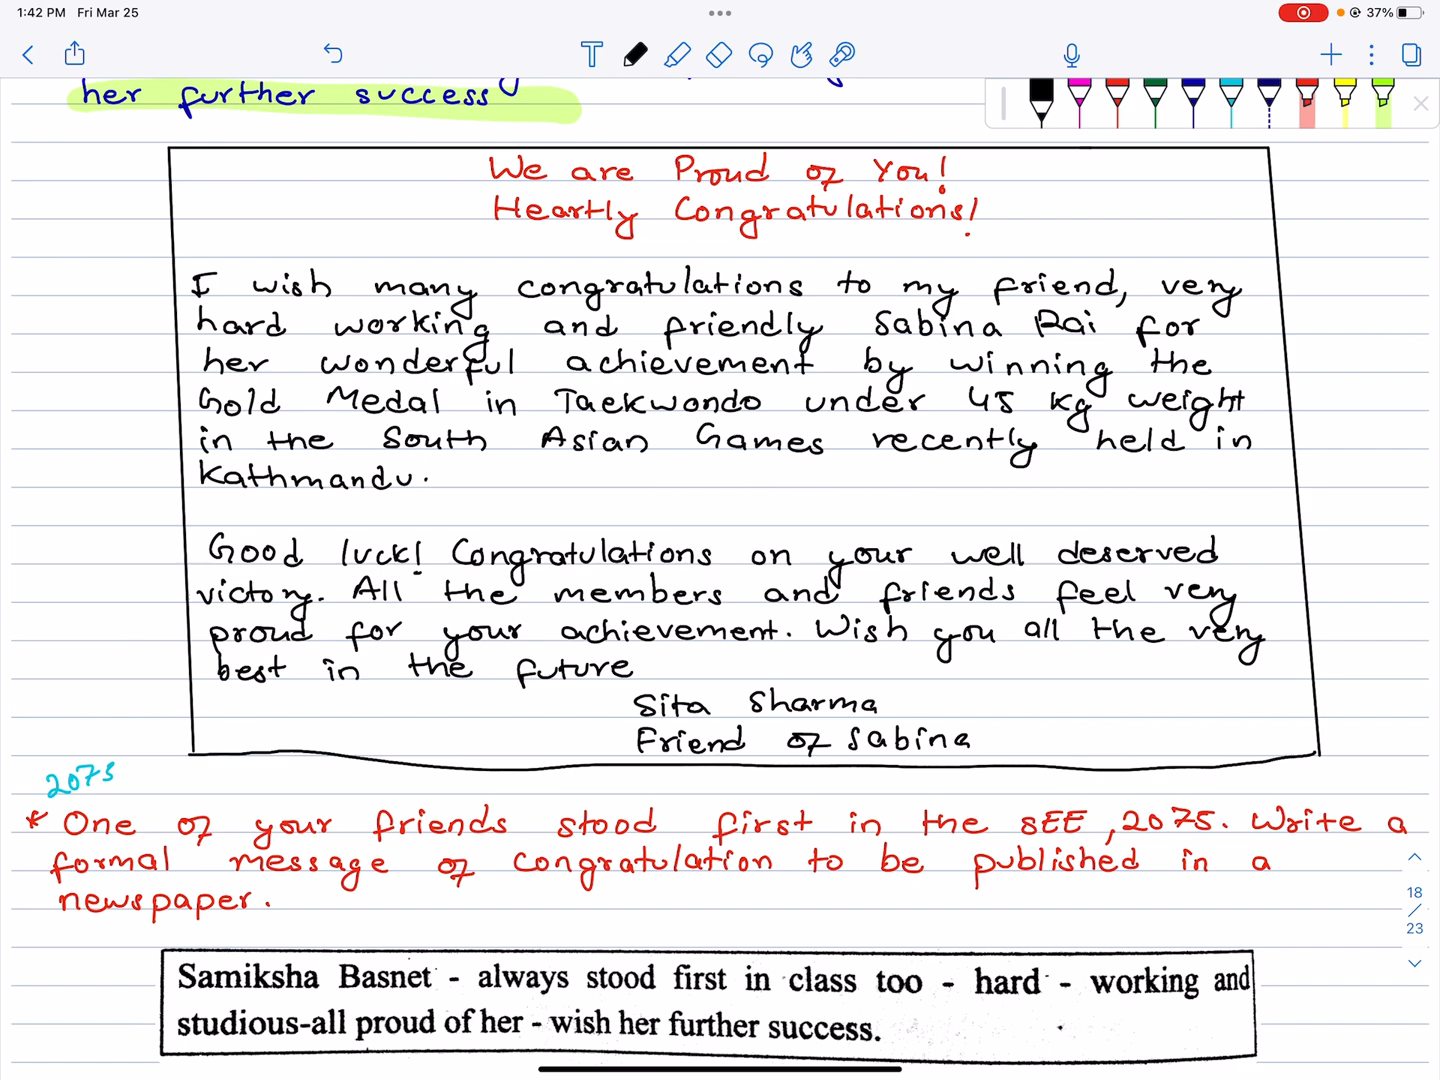 1:42 PM Fri Mar 25
37%
her further success
We are Proud of You!
Heartly Congratulations!
I wish many congratulations to my friend, very
hard working and friendly Sabina Rai for
her wonderful achievement by winning the
Gold Medal in Taekwondo under 45 kg weight
in the South Asian Games recently held in
Kathmandu.
Good luck! Congratulations on your well deserved
victory. All the members and friends feel very
proud for your achievement. Wish you all the very
best in the future
Sita Sharma
Friend of Sabina
2075
* One of your friends stood first in the SEE, 2075. Write a
formal message of congratulation to be published in a
newspaper.
18
/
23
Samiksha Basnet - always stood first in class too - hard - working and
studious-all proud of her - wish her further success.